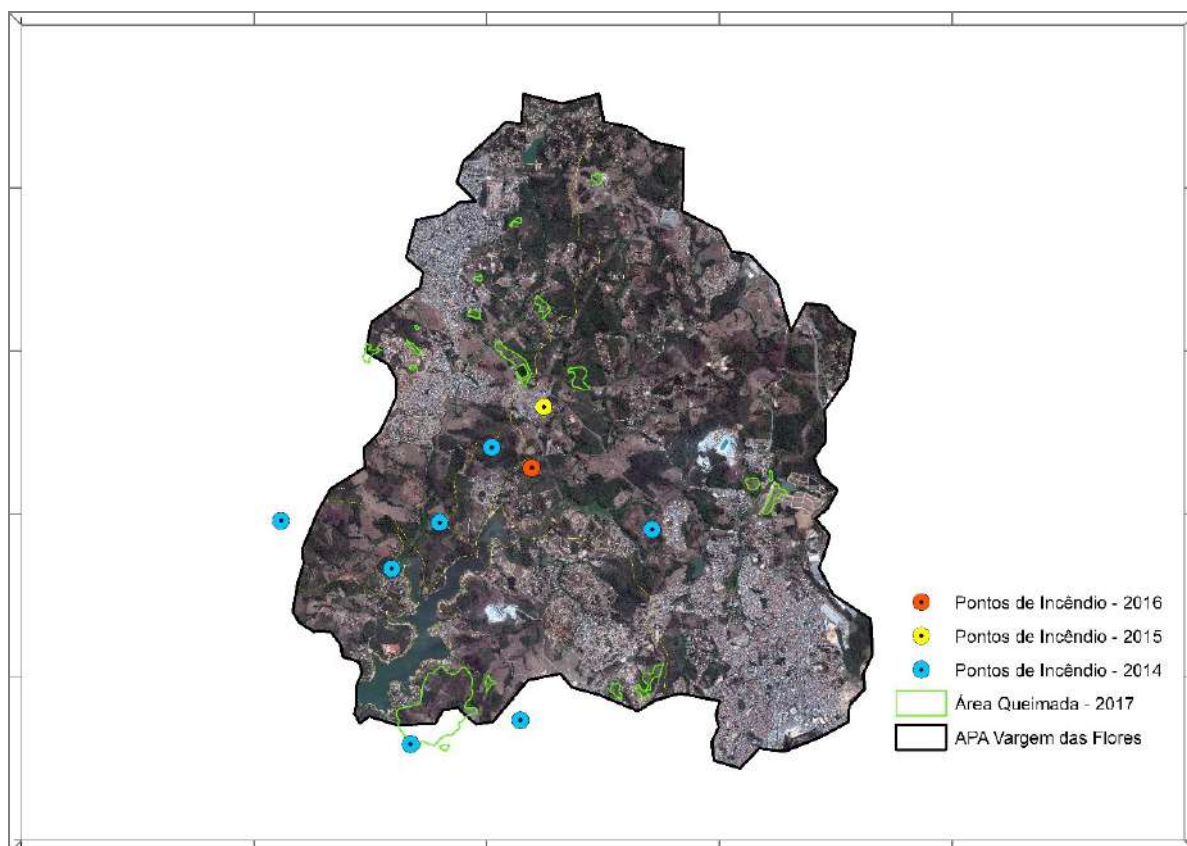 Pontos de Incêndio - 2016
Pontos de Incêndio - 2015
Pontos de Incêndio - 2014
Área Queimada - 2017
APA Vargem das Flores